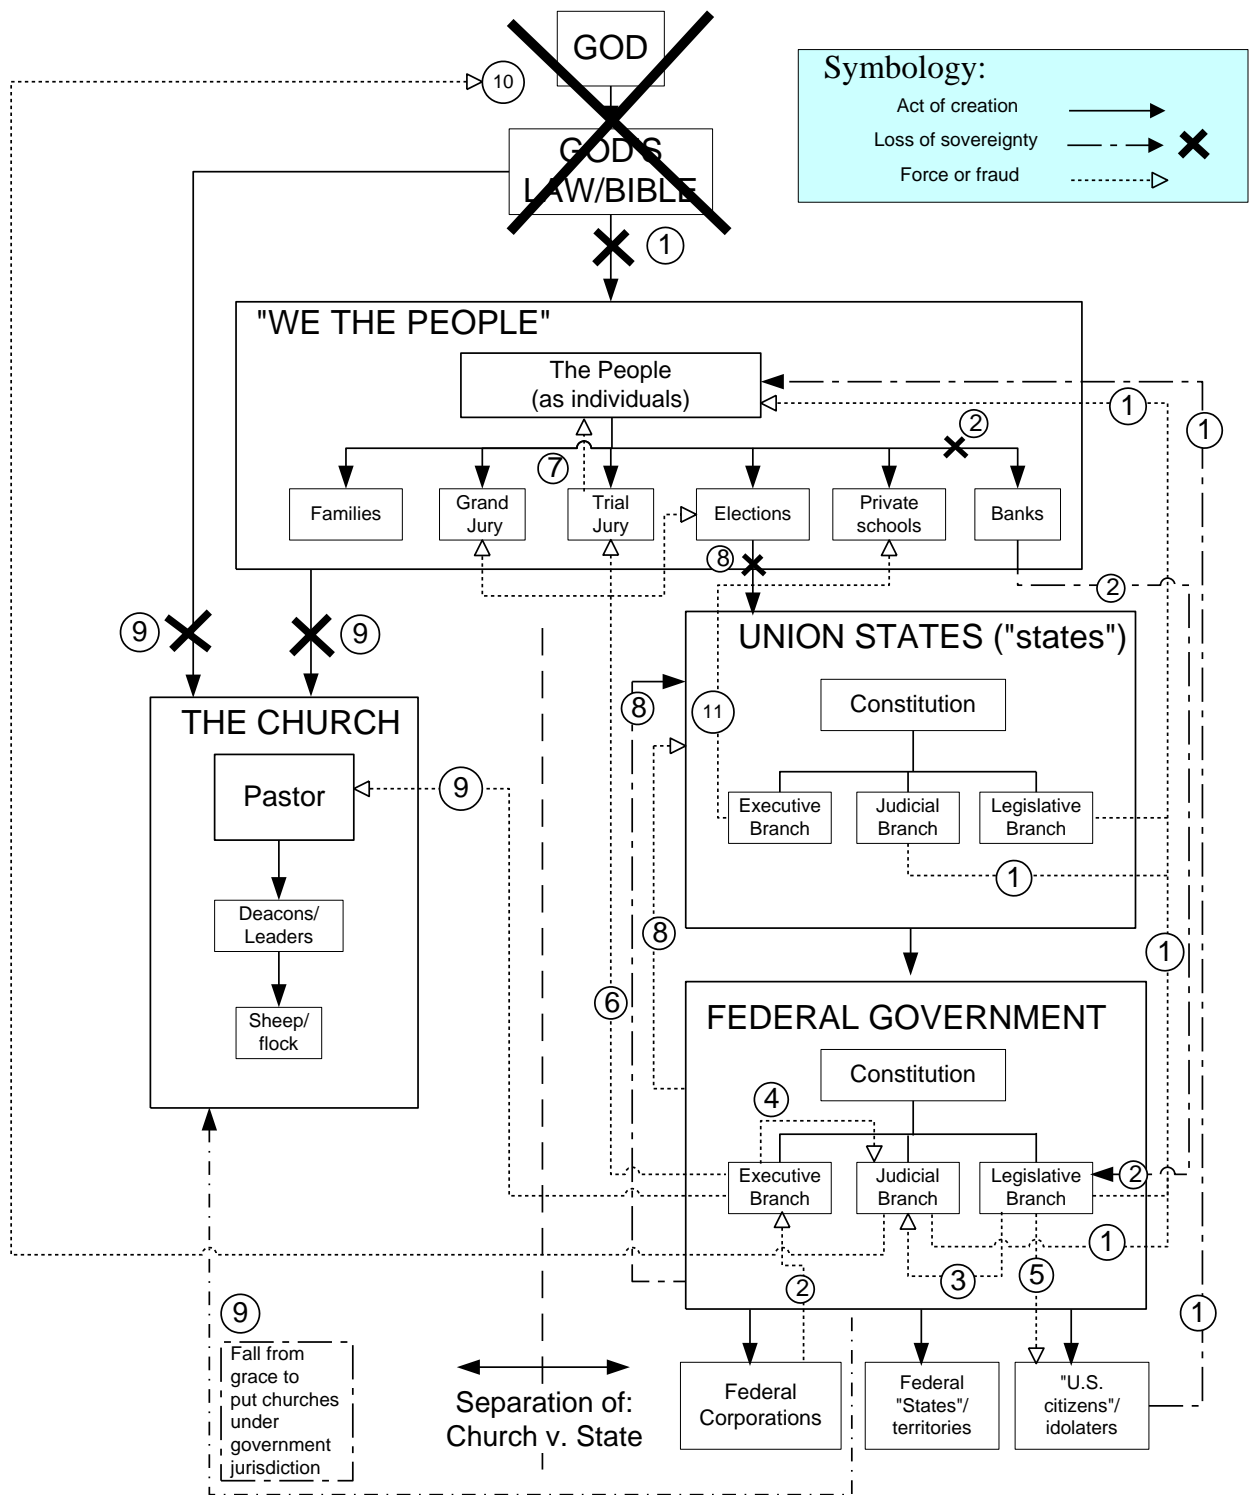 GOD
10
Symbology:
Act of creation
Loss of sovereignty
Force or fraud
GOD'S
LAW/BIBLE
1
"WE THE PEOPLE"
The People
(as individuals)
1
1
2
7
Families
Grand
Jury
Trial
Jury
Elections
Private
schools
Banks
8
2
9
9
UNION STATES ("states")
8
11
Constitution
THE CHURCH
Pastor
9
Executive
Branch
Judicial
Branch
Legislative
Branch
1
Deacons/
Leaders
8
1
6
Sheep/
flock
FEDERAL GOVERNMENT
Constitution
4
Executive
Branch
Judicial
Branch
Legislative
Branch
2
1
3
5
2
9
1
Fall from
grace to
put churches
under
government
jurisdiction
Separation of:
Church v. State
Federal
Corporations
Federal
"States"/
territories
"U.S.
citizens"/
idolaters